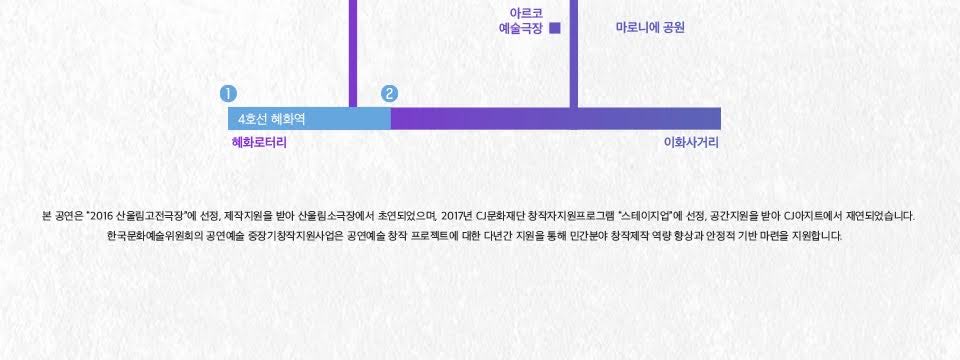 아르코
예술극장
마로니에 공원
1
2
4호선 혜화역
혜화로터리
이화사거리
본 공연은 "2016 산울림고전극장"에 선정, 제작지원을 받아 산울림소극장에서 초연되었으며, 2017년 CJ문화재단 창작자지원프로그램 "스테이지업"에 선정, 공간지원을 받아 CJ아지트에서 재연되었습니다.
한국문화예술위원회의 공연예술 중장기창작지원사업은 공연예술 창작 프로젝트에 대한 다년간 지원을 통해 민간분야 창작제작 역량 향상과 안정적 기반 마련을 지원합니다.